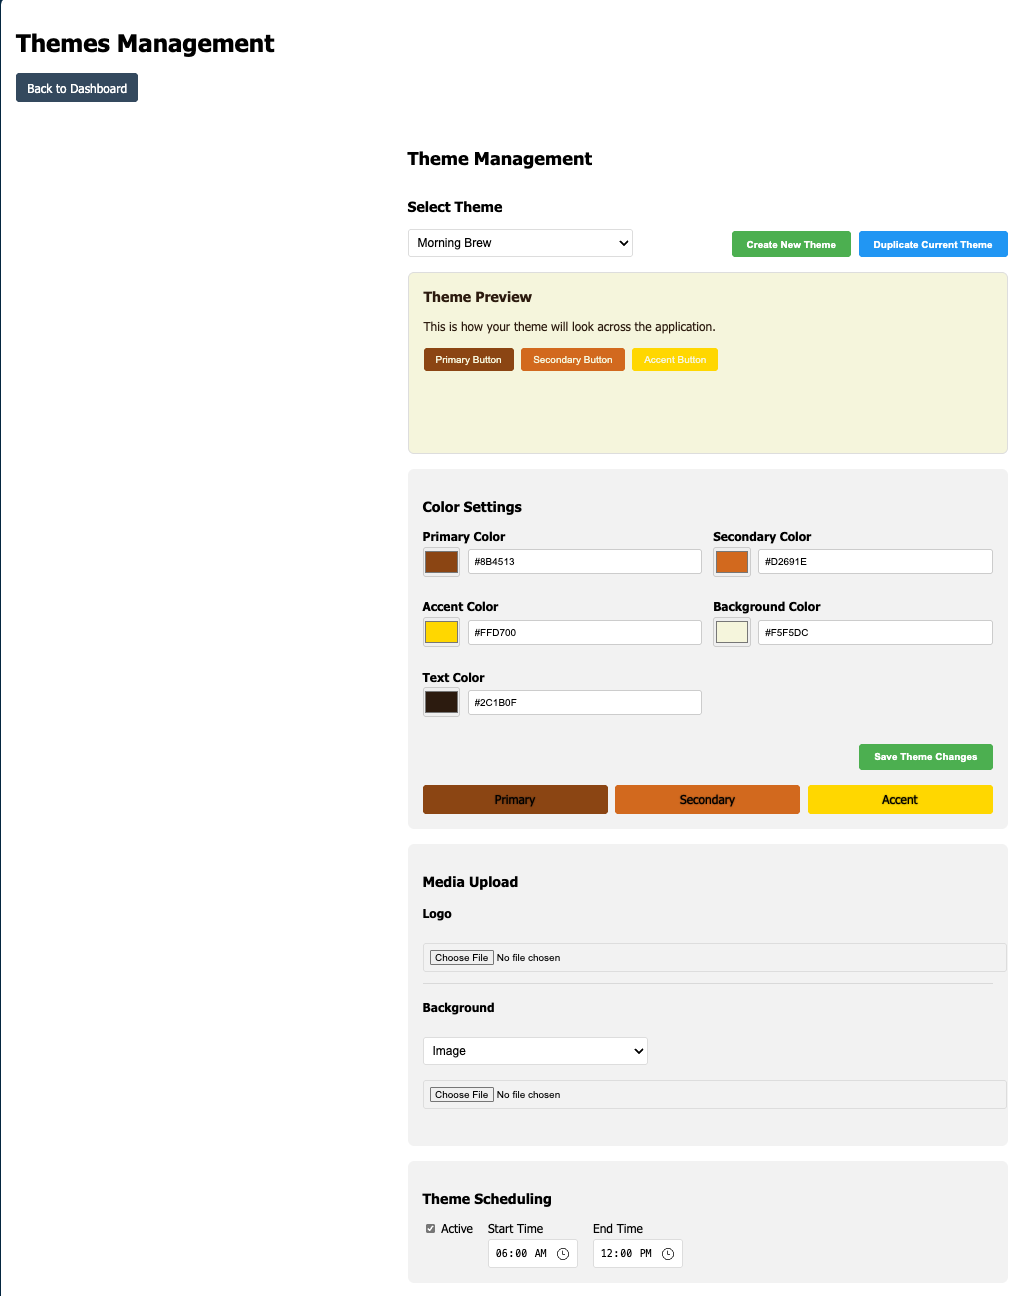 Themes Management
Back to Dashboard
Theme Management
Select Theme
Morning Brew
Create New Theme
Duplicate Current Theme
Theme Preview
This is how your theme will look across the application.
Primary Button
Secondary Button
Accent Button
Color Settings
Primary Color
Secondary Color
#8B4513
#D2691E
Accent Color
Background Color
#FFD700
#F5F5DC
Text Color
#2C1B0F
Save Theme Changes
Primary
Secondary
Accent
Media Upload
Logo
Choose File No file chosen
Background
Image
Choose File No file chosen
Theme Scheduling
Active
Start Time
End Time
06:00 AM
12:00 PM